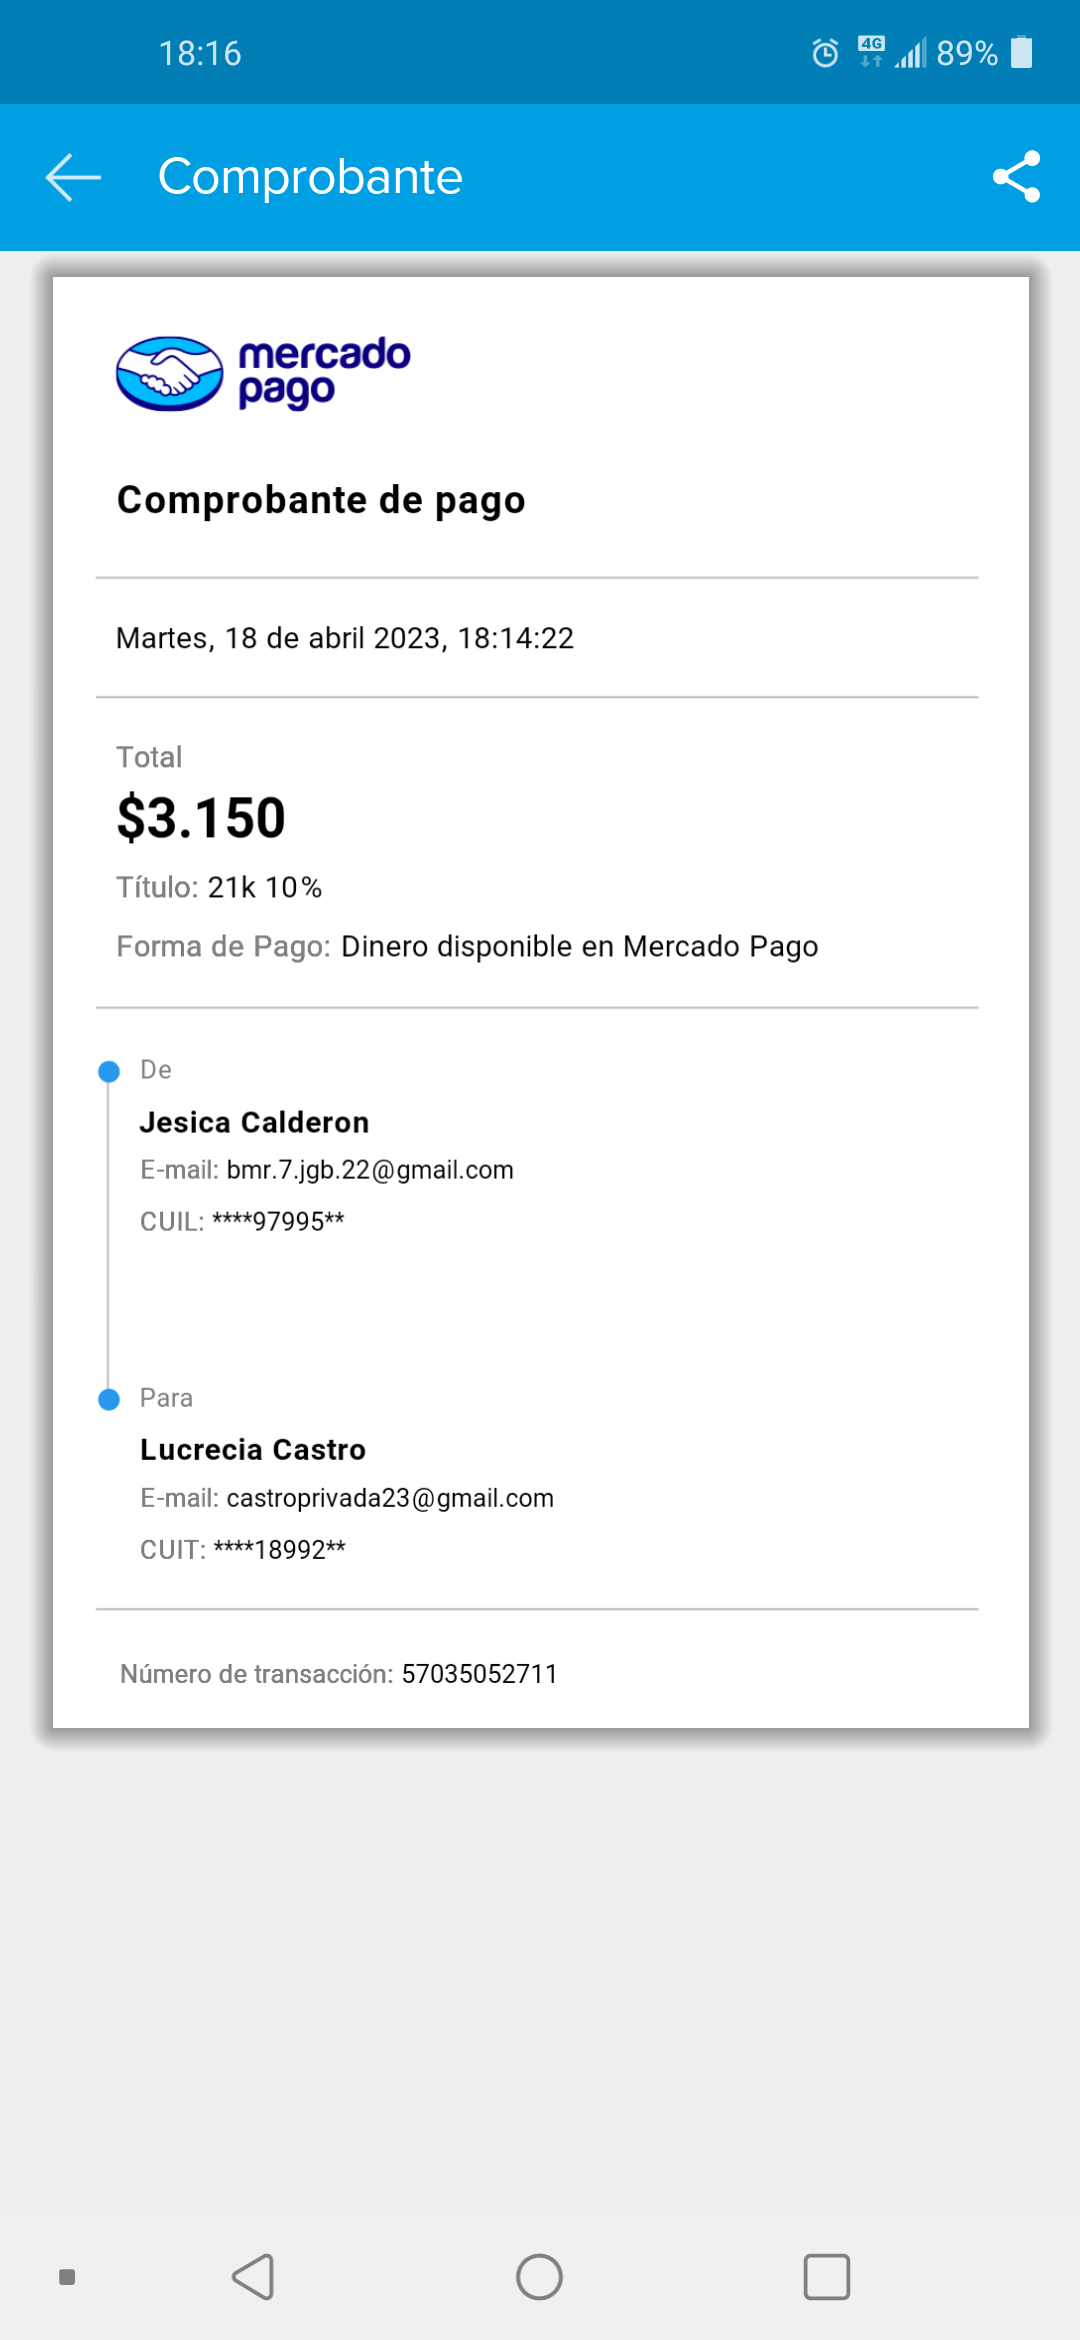 18:16 4G 89%
Comprobante
mercado
pago
Comprobante de pago
Martes, 18 de abril 2023, 18:14:22
Total
$3.150
Título: 21k 10%
Forma de Pago: Dinero disponible en Mercado Pago
De
Jesica Calderon
E-mail: bmr.7.jgb.22@gmail.com
CUIL: ****97995**
Para
Lucrecia Castro
E-mail: castroprivada23@gmail.com
CUIT: ****18992**
Número de transacción: 57035052711